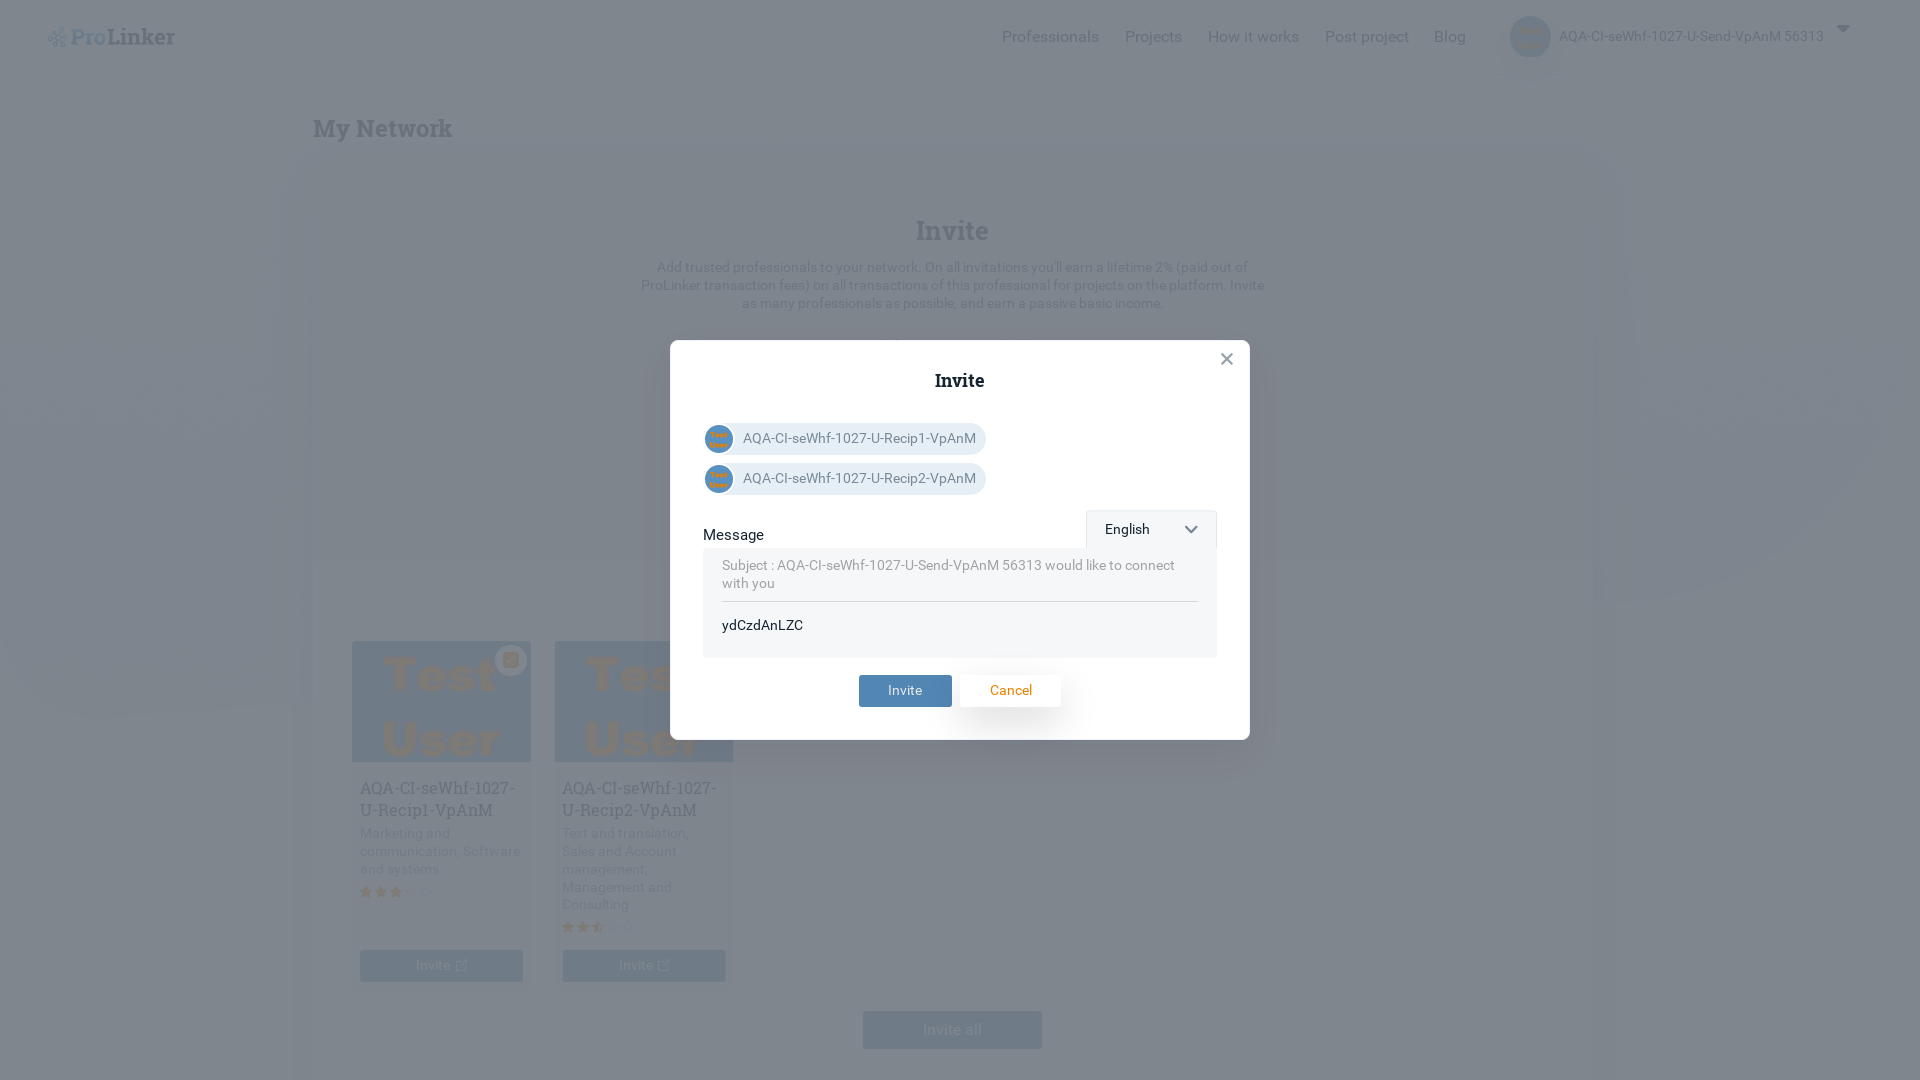 ProLinker
Professionals
Projects
How it works
Post project
Blog
AQA-CI-seWhf-1027-U-Send-VpAnM 56313
My Network
Invite
Add trusted professionals to your network. On all invitations you'll earn a lifetime 2% (paid out of
ProLinker transaction fees) on all transactions of this professional for projects on the platform. Invite
as many professionals as possible, and earn a passive basic income.
Invite
Test
User
AQA-CI-seWhf-1027-U-Recip1-VpAnM
Test
User
AQA-CI-seWhf-1027-U-Recip2-VpAnM
Message
English
Subject : AQA-CI-seWhf-1027-U-Send-VpAnM 56313 would like to connect
with you
ydCzdAnLZC
Invite
Cancel
Test
User
AQA-CI-seWhf-1027-
U-Recip1-VpAnM
Marketing and
communication, Software
and systems
Invite
Test
User
AQA-CI-seWhf-1027-
U-Recip2-VpAnM
Text and translation,
Sales and Account
management,
Management and
Consulting
Invite
Invite all